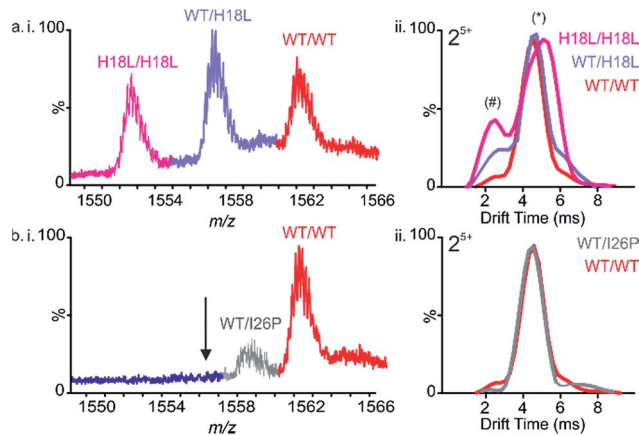 a. i. 100
H18L/H18L
WT/H18L
WT/WT
%
0
1550 1554 1558 1562 1566
m/z
ii. 100
2⁵⁺
(*)
(#)
H18L/H18L
WT/H18L
WT/WT
%
0
2 4 6 8
Drift Time (ms)
b. i. 100
WT/WT
WT/I26P
%
0
1550 1554 1558 1562 1566
m/z
ii. 100
2⁵⁺
WT/I26P
WT/WT
%
0
2 4 6 8
Drift Time (ms)